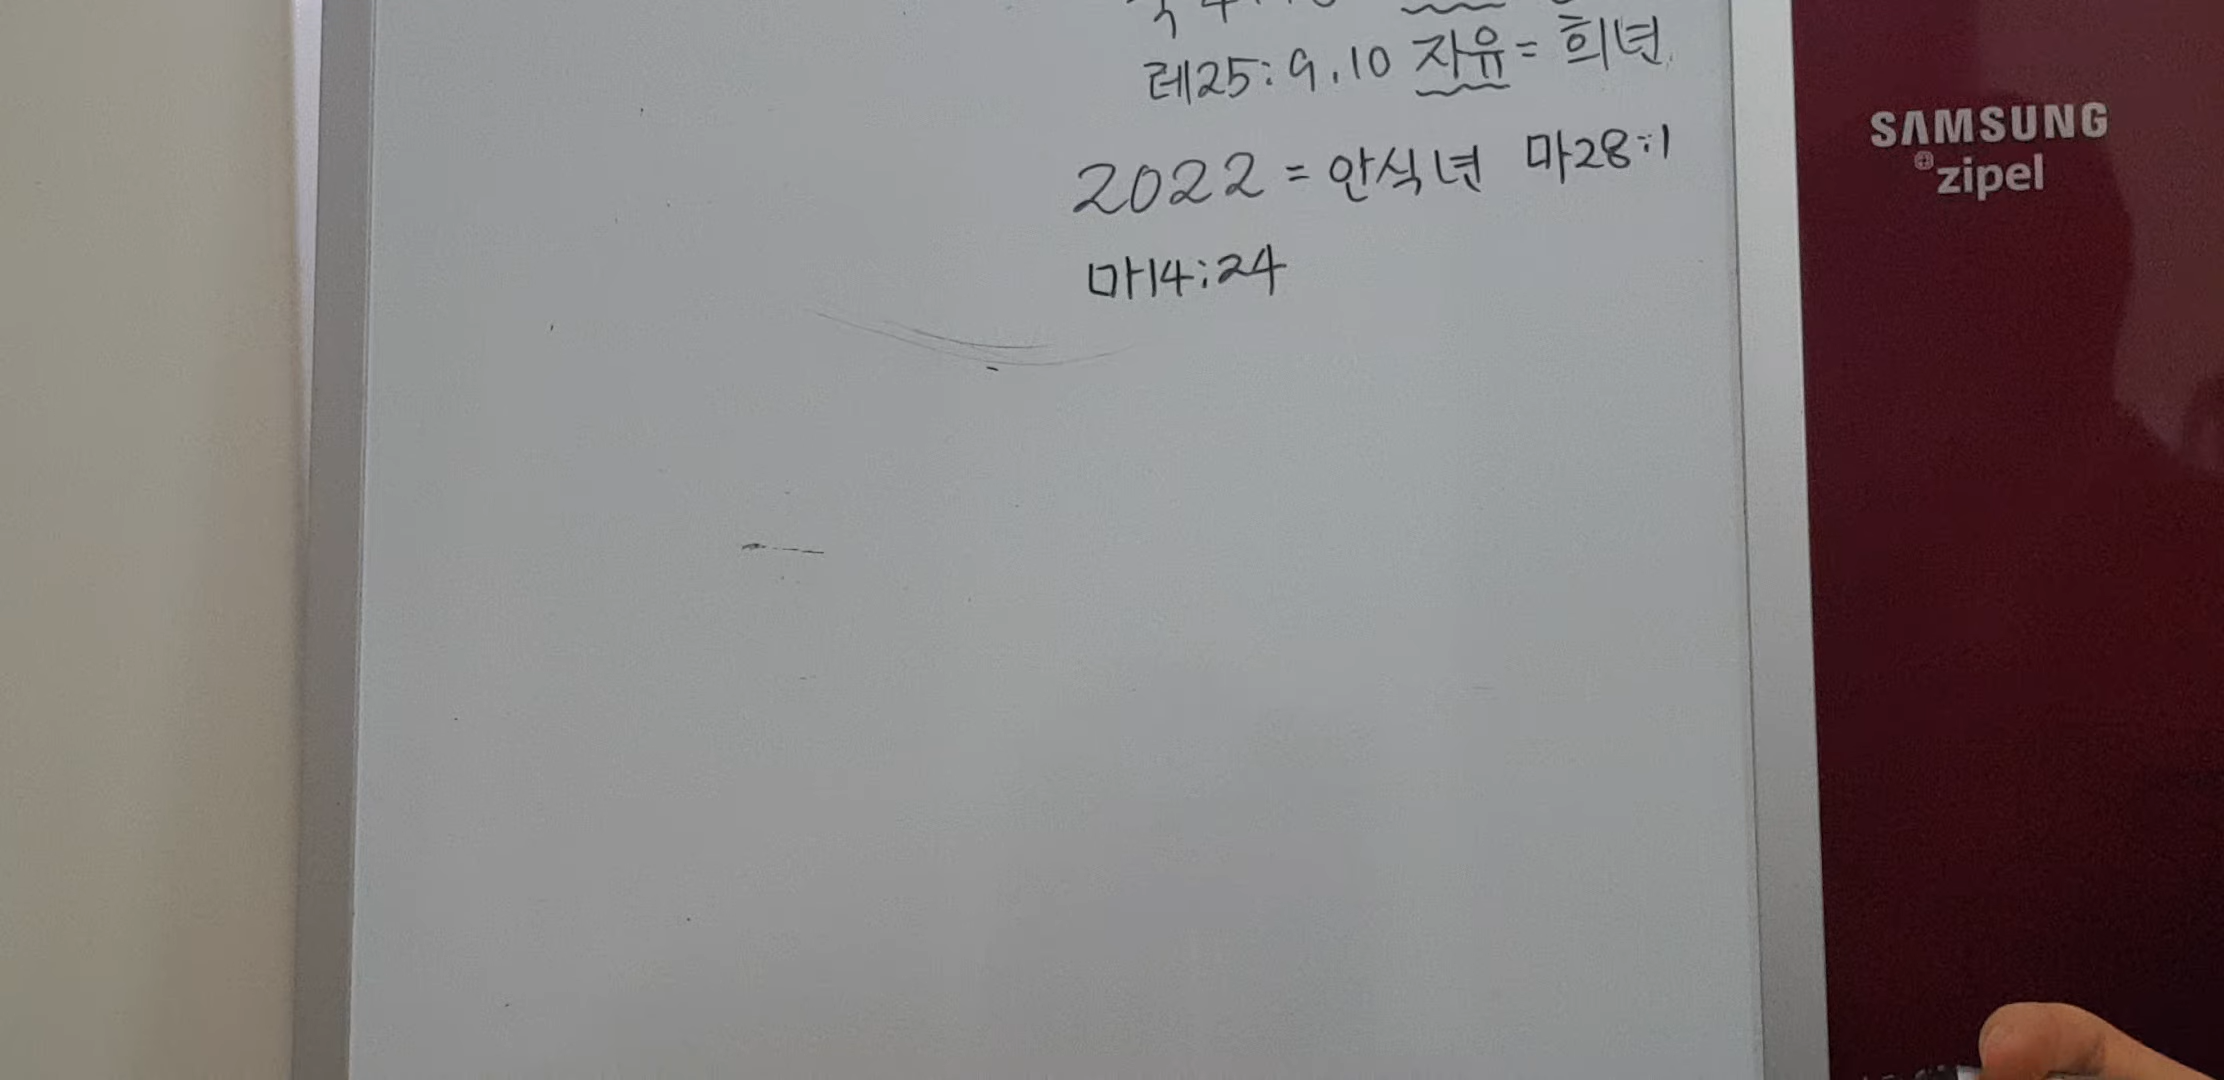 레25:9.10 자유= 희년.
2022 = 안식년 마28:1
마14:24
SAMSUNG
zipel